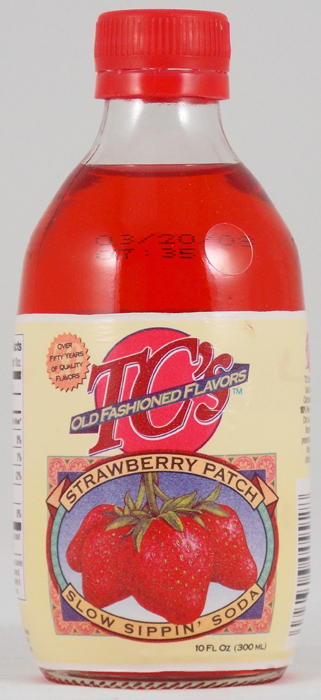 03/20
07:35
OVER
FIFTY YEARS
OF QUALITY
FLAVORS
TC's
OLD FASHIONED FLAVORS
TM
STRAWBERRY PATCH
SLOW SIPPIN' SODA
10 FL OZ (300 ML)